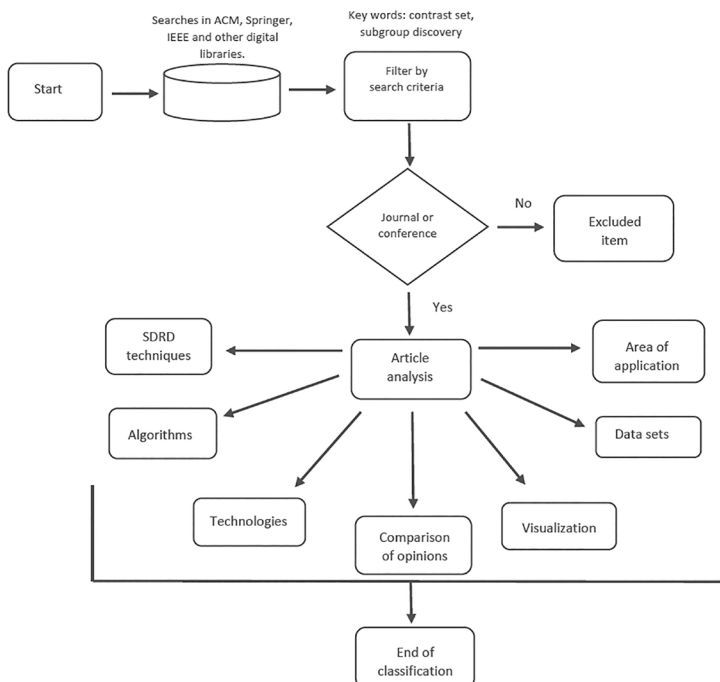 Searches in ACM, Springer,
IEEE and other digital
libraries.
Key words: contrast set,
subgroup discovery
Start
Filter by
search criteria
Journal or
conference
No
Excluded
item
Yes
SDRD
techniques
Article
analysis
Area of
application
Algorithms
Data sets
Technologies
Comparison
of opinions
Visualization
End of
classification